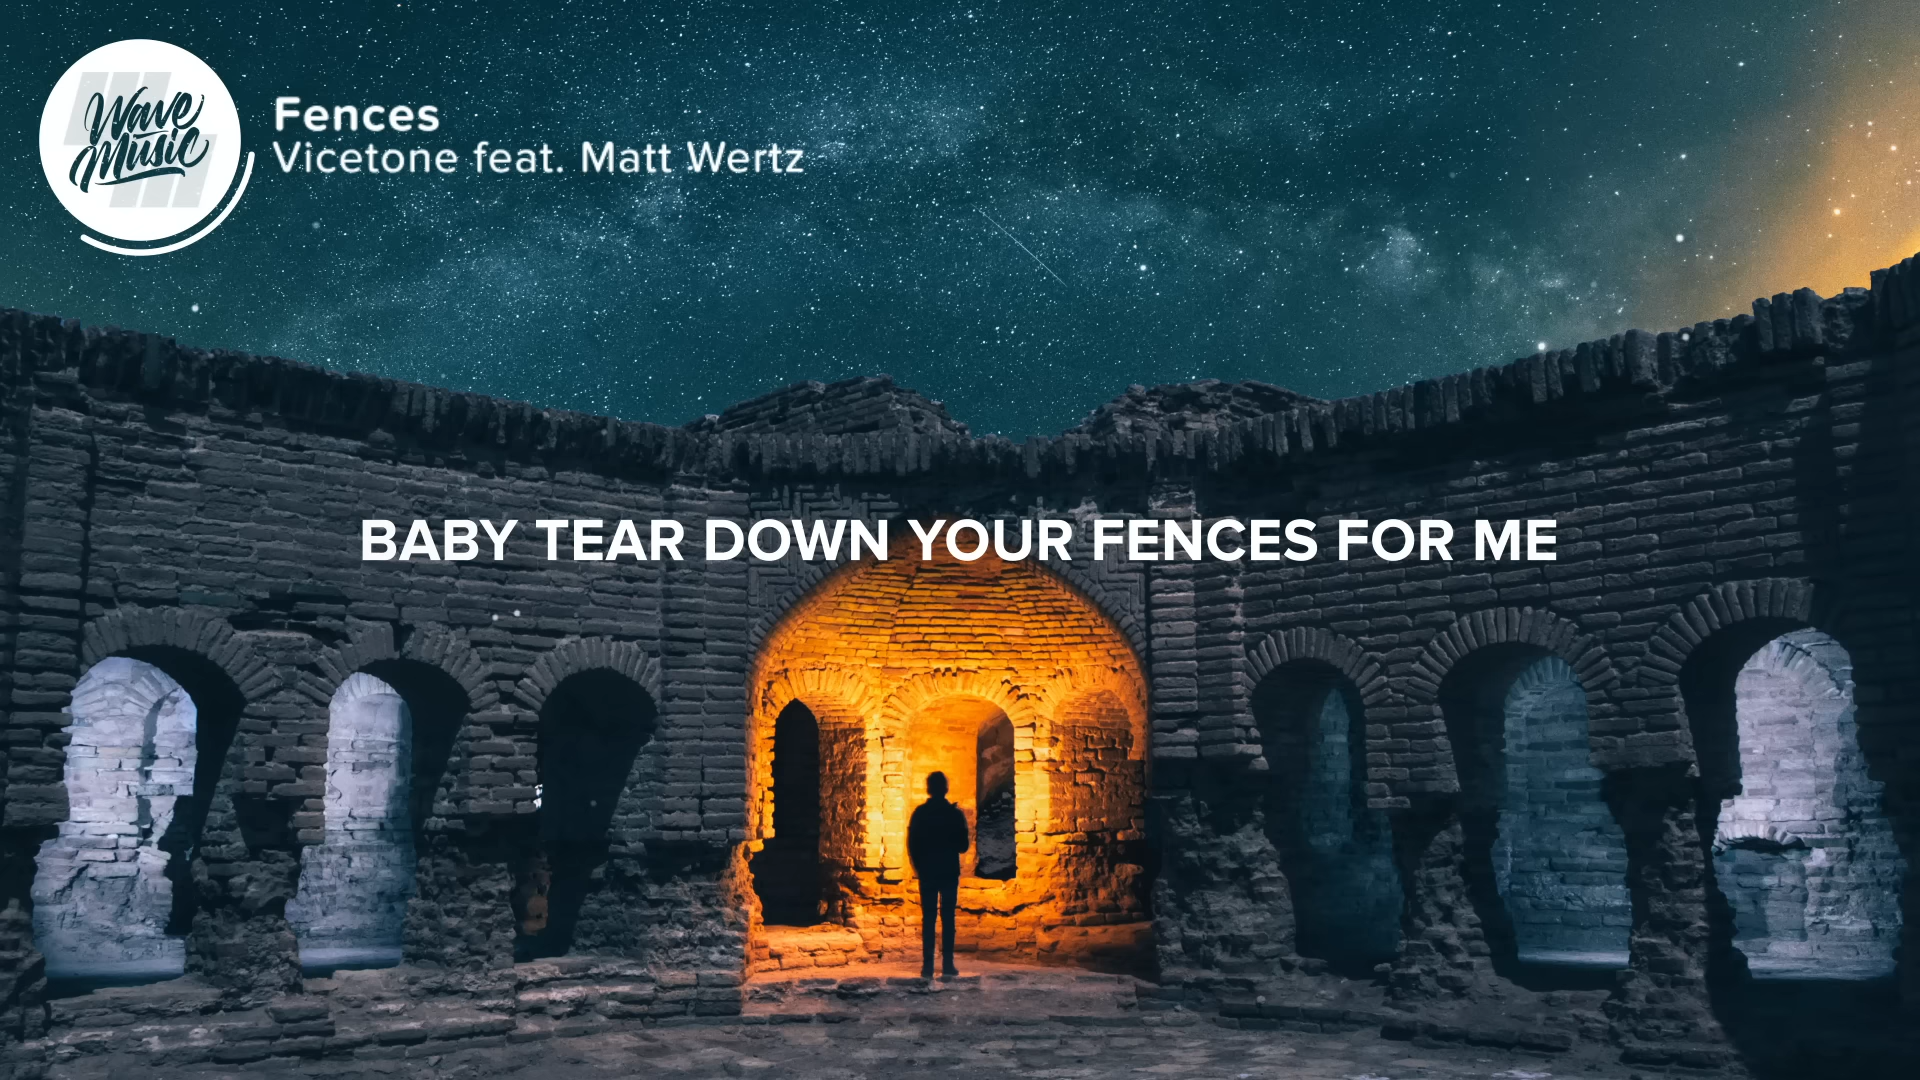 Wave
Music
Fences
Vicetone feat. Matt Wertz
BABY TEAR DOWN YOUR FENCES FOR ME